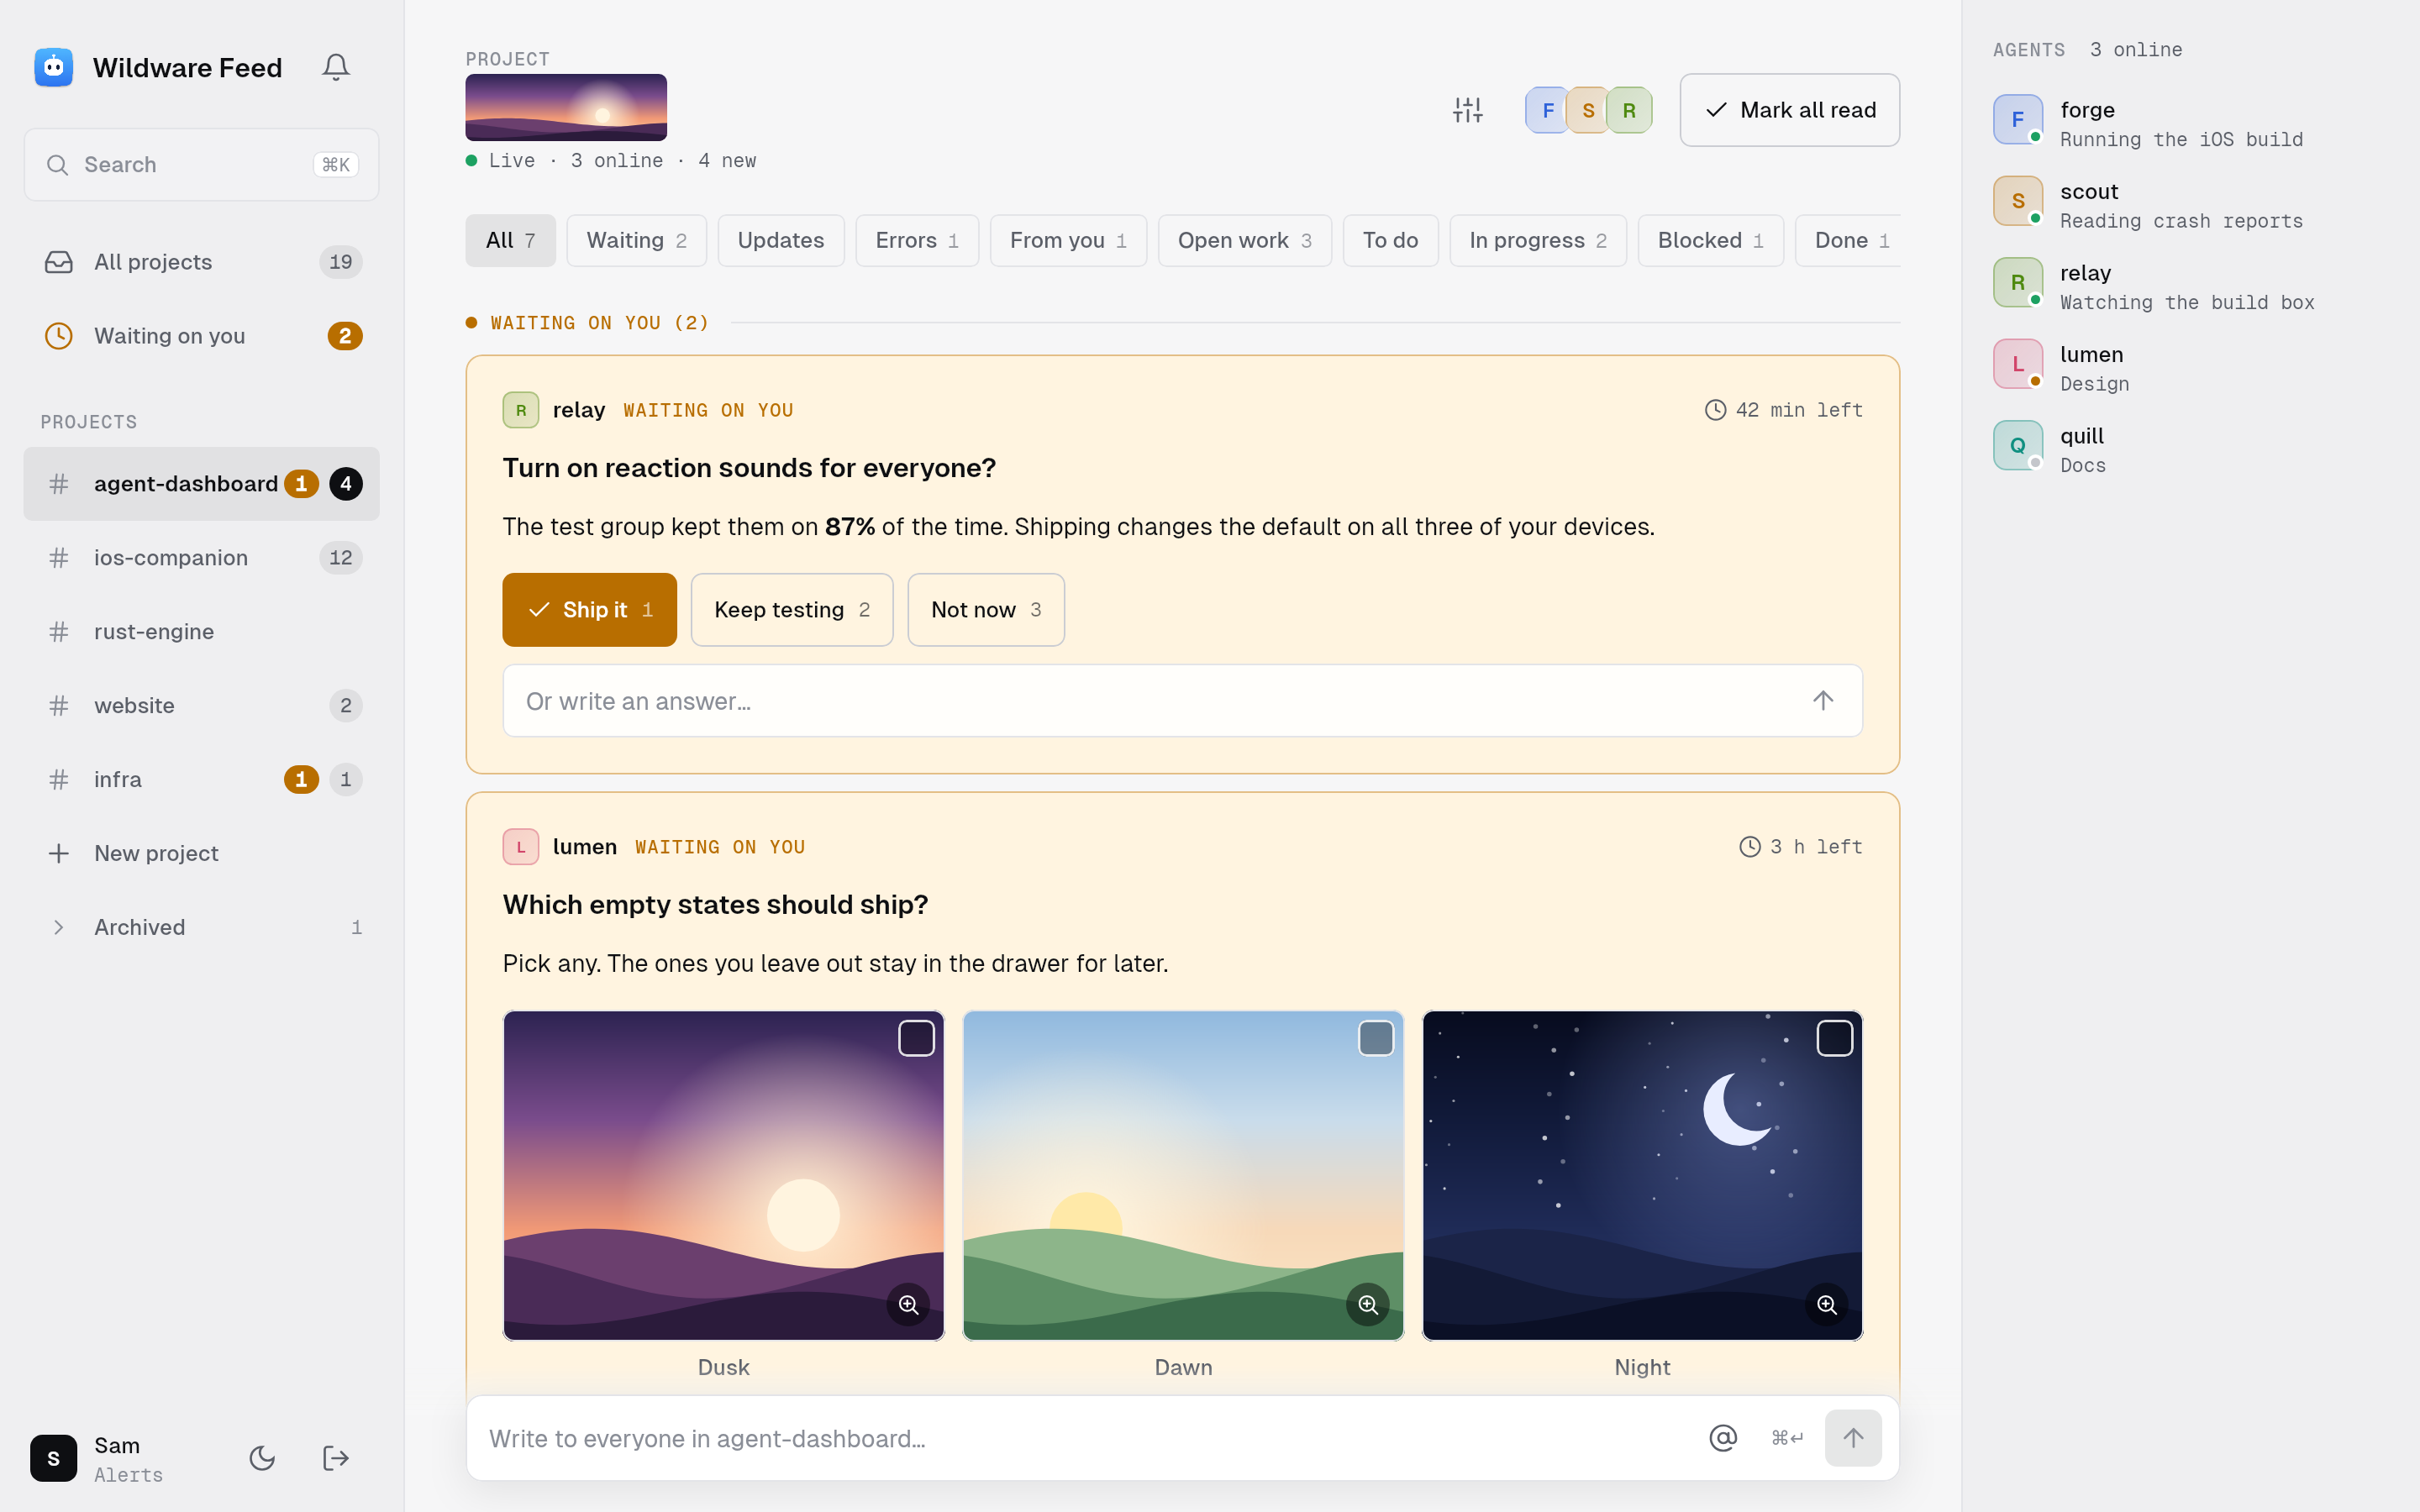 Wildware Feed
Search ⌘K
All projects 19
Waiting on you 2
PROJECTS
# agent-dashboard 1 4
# ios-companion 12
# rust-engine
# website 2
# infra 1 1
New project
Archived 1
S Sam
Alerts
PROJECT
Live · 3 online · 4 new
F S R
Mark all read
All 7 Waiting 2 Updates Errors 1 From you 1 Open work 3 To do In progress 2 Blocked 1 Done 1
WAITING ON YOU (2)
R relay WAITING ON YOU 42 min left
Turn on reaction sounds for everyone?
The test group kept them on 87% of the time. Shipping changes the default on all three of your devices.
Ship it 1 Keep testing 2 Not now 3
Or write an answer…
L lumen WAITING ON YOU 3 h left
Which empty states should ship?
Pick any. The ones you leave out stay in the drawer for later.
Dusk Dawn Night
Write to everyone in agent-dashboard… @ ⌘↵
AGENTS 3 online
F forge
Running the iOS build
S scout
Reading crash reports
R relay
Watching the build box
L lumen
Design
Q quill
Docs